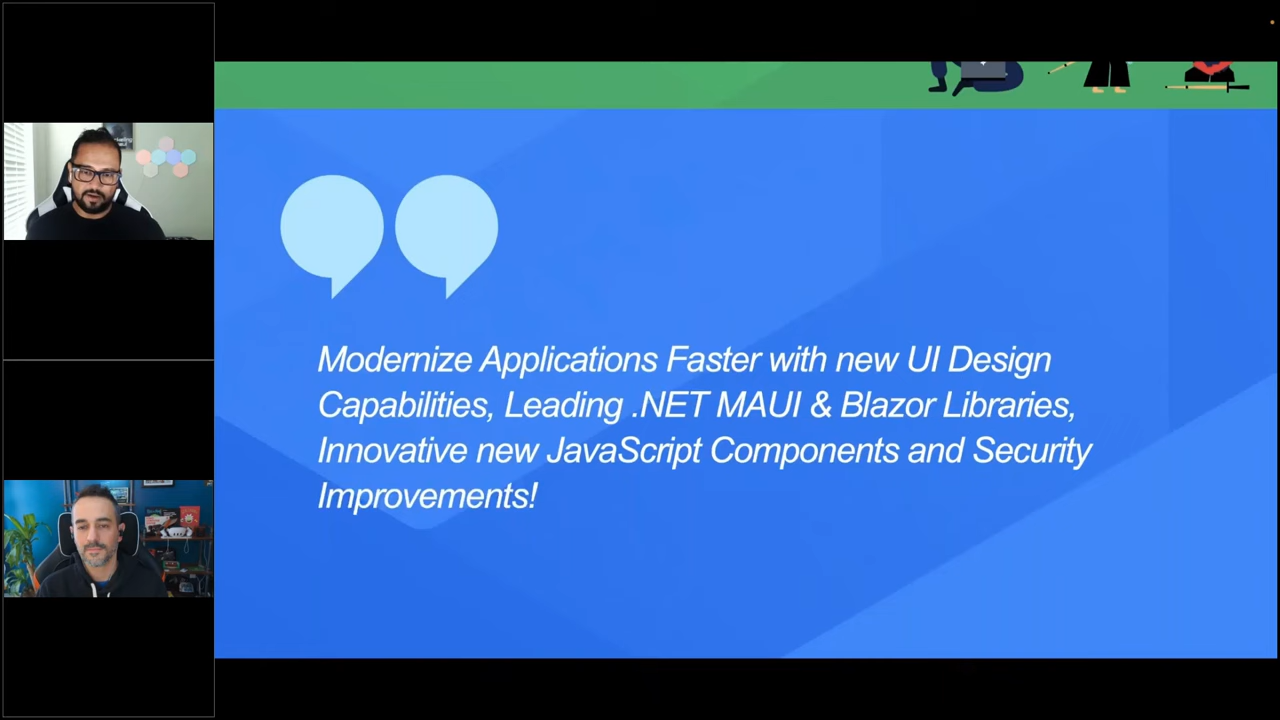 Modernize Applications Faster with new UI Design
Capabilities, Leading .NET MAUI & Blazor Libraries,
Innovative new JavaScript Components and Security
Improvements!